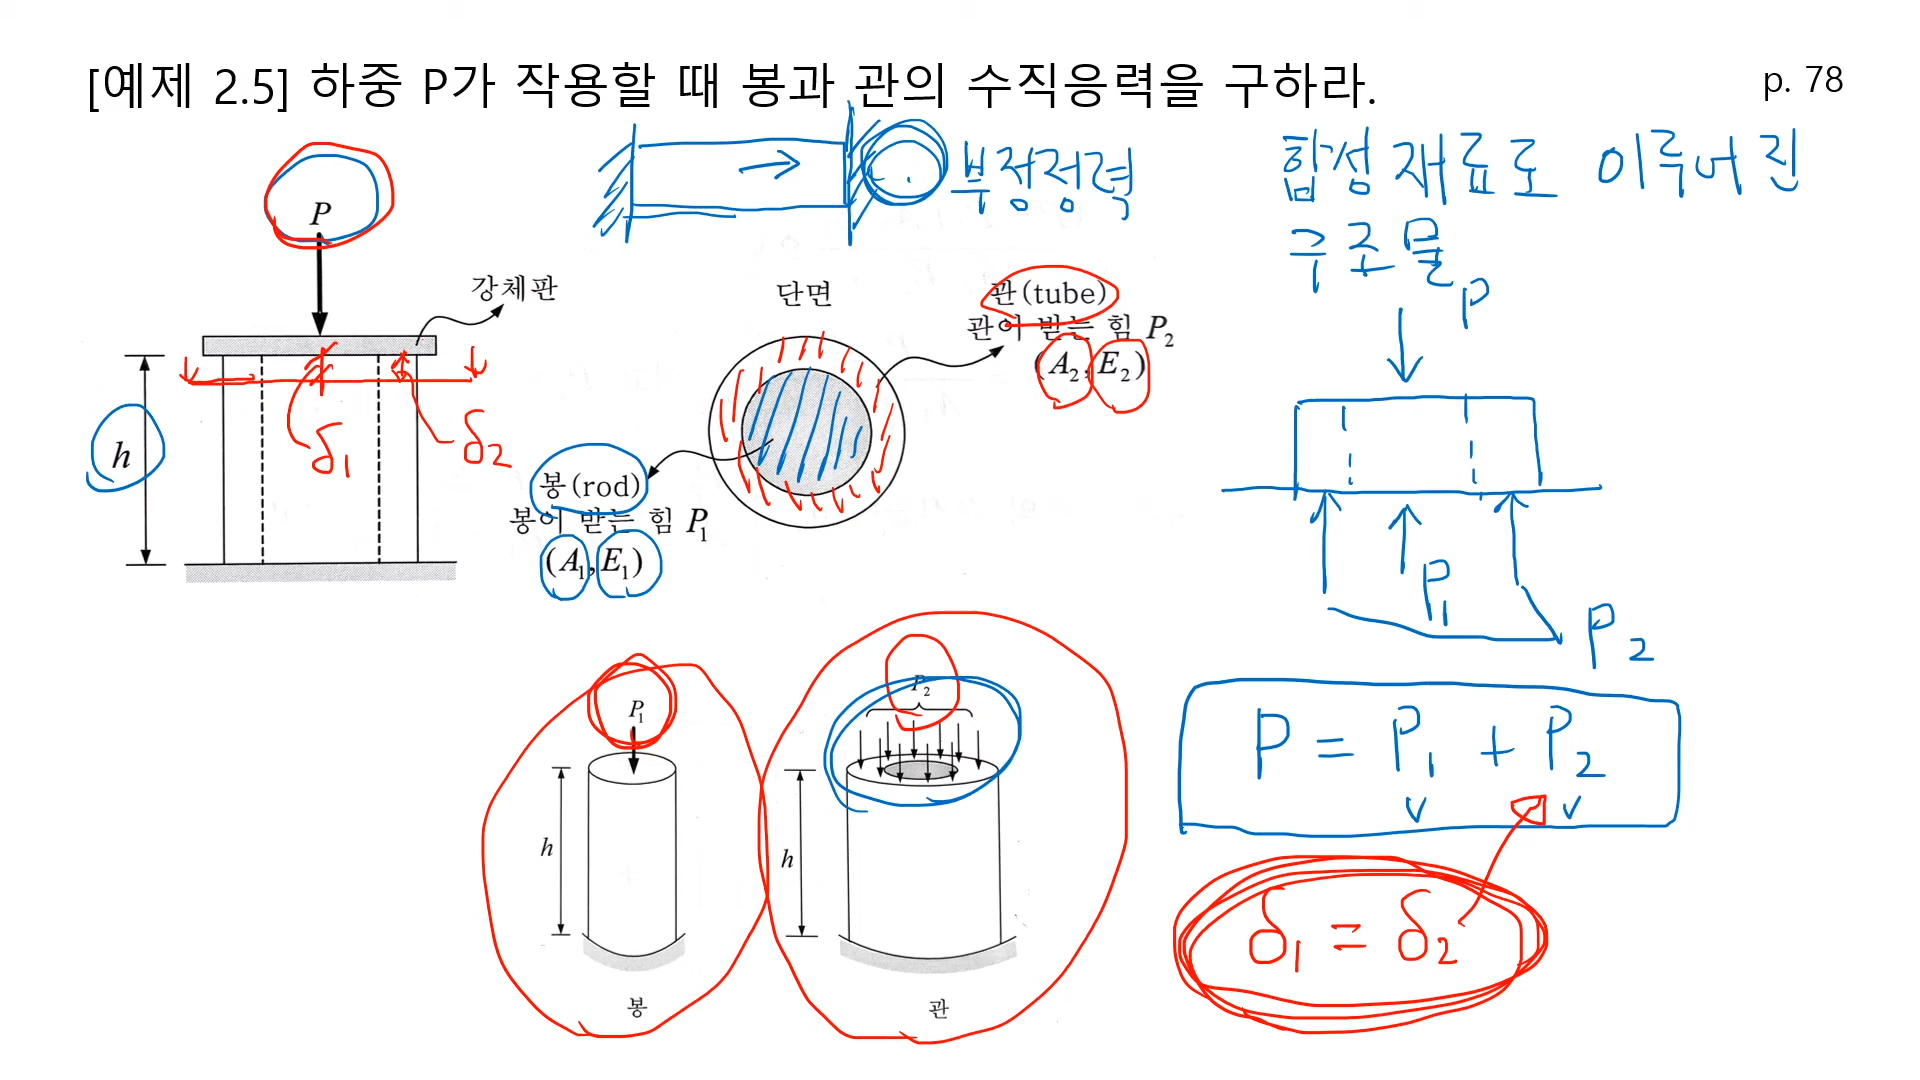 [예제 2.5] 하중 P가 작용할 때 봉과 관의 수직응력을 구하라.
p. 78
부정정력
합성 재료로 이루어진
구조물
P
강체판
h
δ1
δ2
단면
관(tube)
관이 받는 힘 P2
(A2, E2)
봉(rod)
봉이 받는 힘 P1
(A1, E1)
P
P1
P2
P1
h
봉
P2
h
관
P = P1 + P2
δ1 = δ2